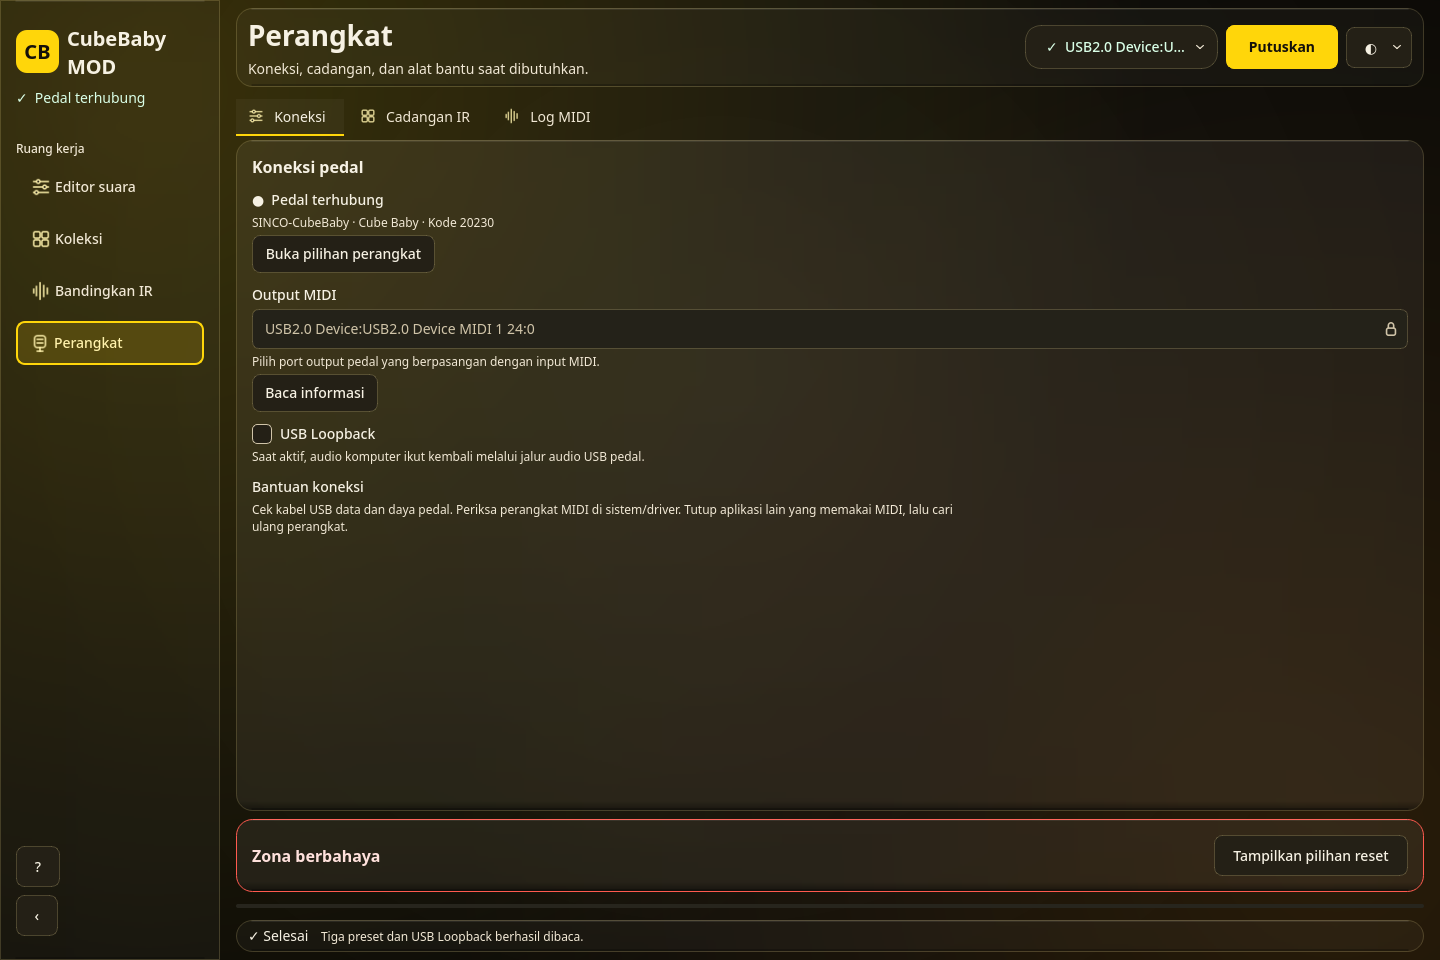 CB
CubeBaby
MOD
✓ Pedal terhubung
Ruang kerja
Editor suara
Koleksi
Bandingkan IR
Perangkat
?
‹
Perangkat
Koneksi, cadangan, dan alat bantu saat dibutuhkan.
✓ USB2.0 Device:U...
Putuskan
Koneksi
Cadangan IR
Log MIDI
Koneksi pedal
● Pedal terhubung
SINCO-CubeBaby · Cube Baby · Kode 20230
Buka pilihan perangkat
Output MIDI
USB2.0 Device:USB2.0 Device MIDI 1 24:0
Pilih port output pedal yang berpasangan dengan input MIDI.
Baca informasi
USB Loopback
Saat aktif, audio komputer ikut kembali melalui jalur audio USB pedal.
Bantuan koneksi
Cek kabel USB data dan daya pedal. Periksa perangkat MIDI di sistem/driver. Tutup aplikasi lain yang memakai MIDI, lalu cari
ulang perangkat.
Zona berbahaya
Tampilkan pilihan reset
✓ Selesai Tiga preset dan USB Loopback berhasil dibaca.